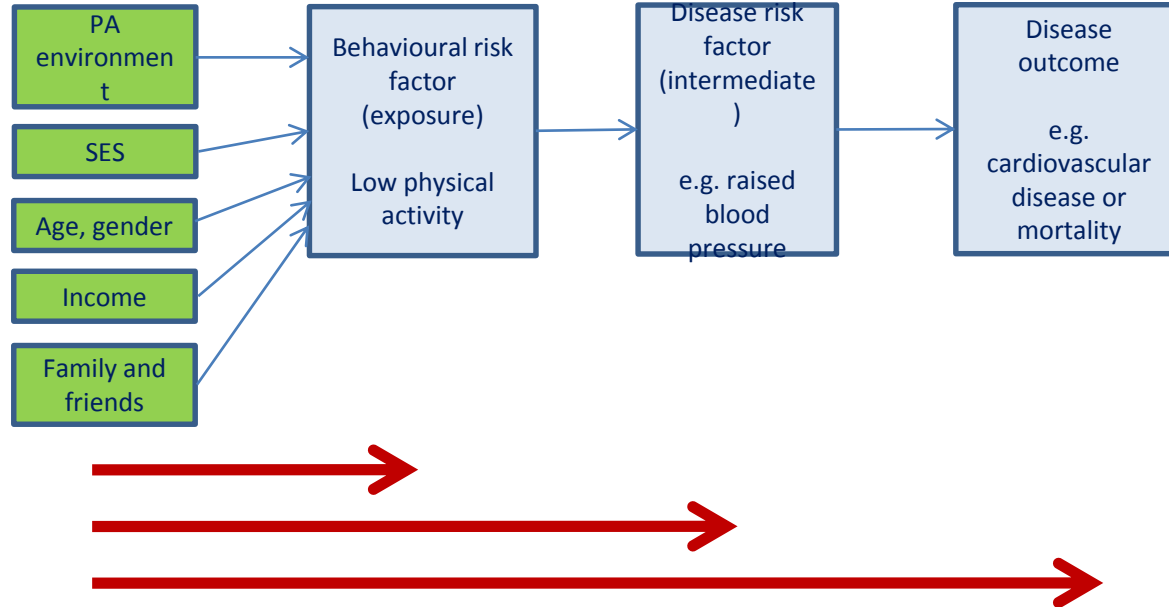 PA
environmen
t
SES
Age, gender
Income
Family and
friends
Behavioural risk
factor
(exposure)
Low physical
activity
Disease risk
factor
(intermediate
)
e.g. raised
blood
pressure
Disease
outcome
e.g.
cardiovascular
disease or
mortality